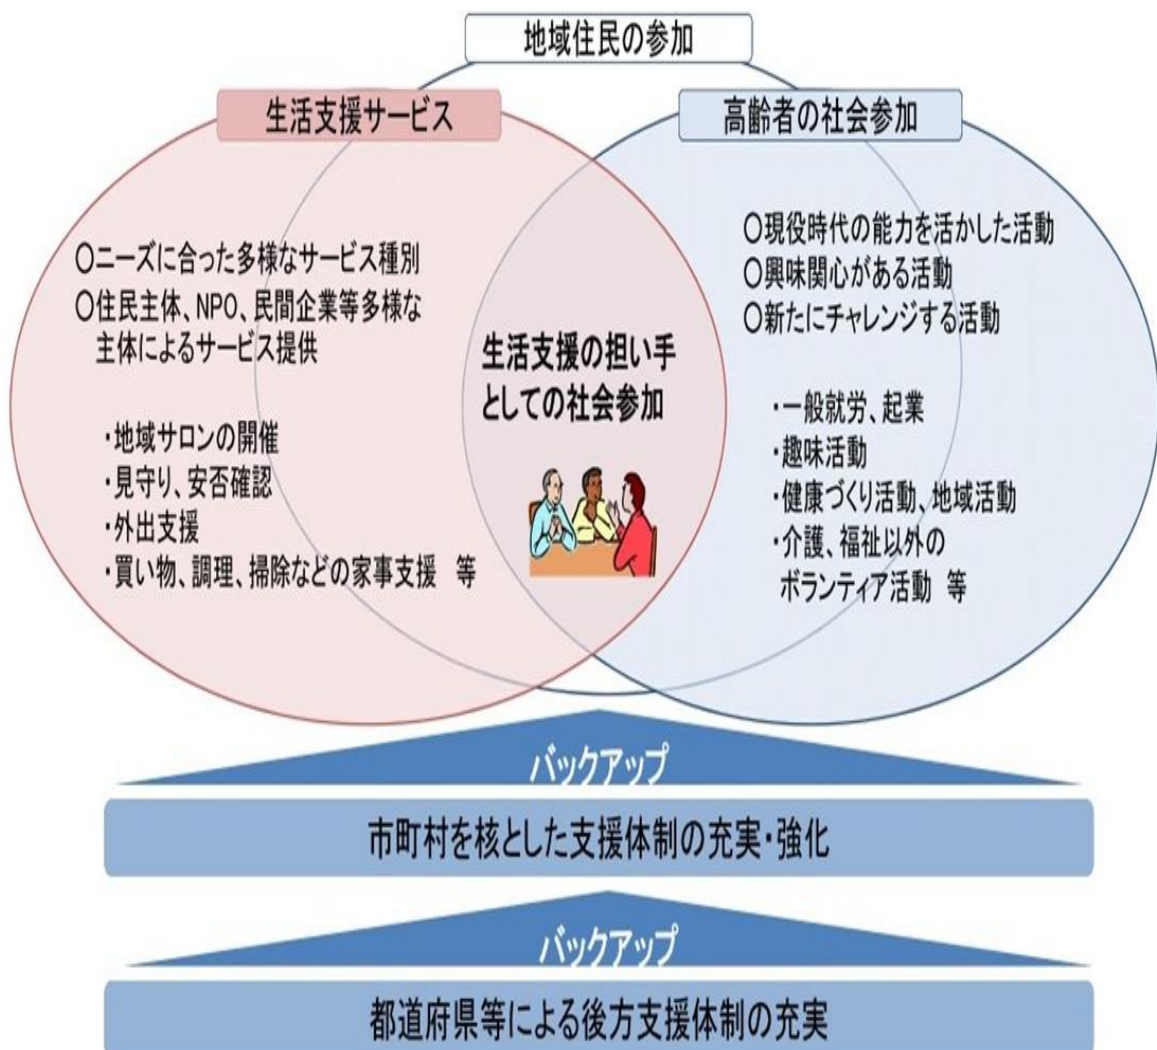 地域住民の参加
生活支援サービス
高齢者の社会参加
〇ニーズに合った多様なサービス種別
〇住民主体、NPO、民間企業等多様な
主体によるサービス提供
・地域サロンの開催
・見守り、安否確認
・外出支援
・買い物、調理、掃除などの家事支援 等
生活支援の担い手
としての社会参加
〇現役時代の能力を活かした活動
〇興味関心がある活動
〇新たにチャレンジする活動
・一般就労、起業
・趣味活動
・健康づくり活動、地域活動
・介護、福祉以外の
ボランティア活動 等
バックアップ
市町村を核とした支援体制の充実・強化
バックアップ
都道府県等による後方支援体制の充実